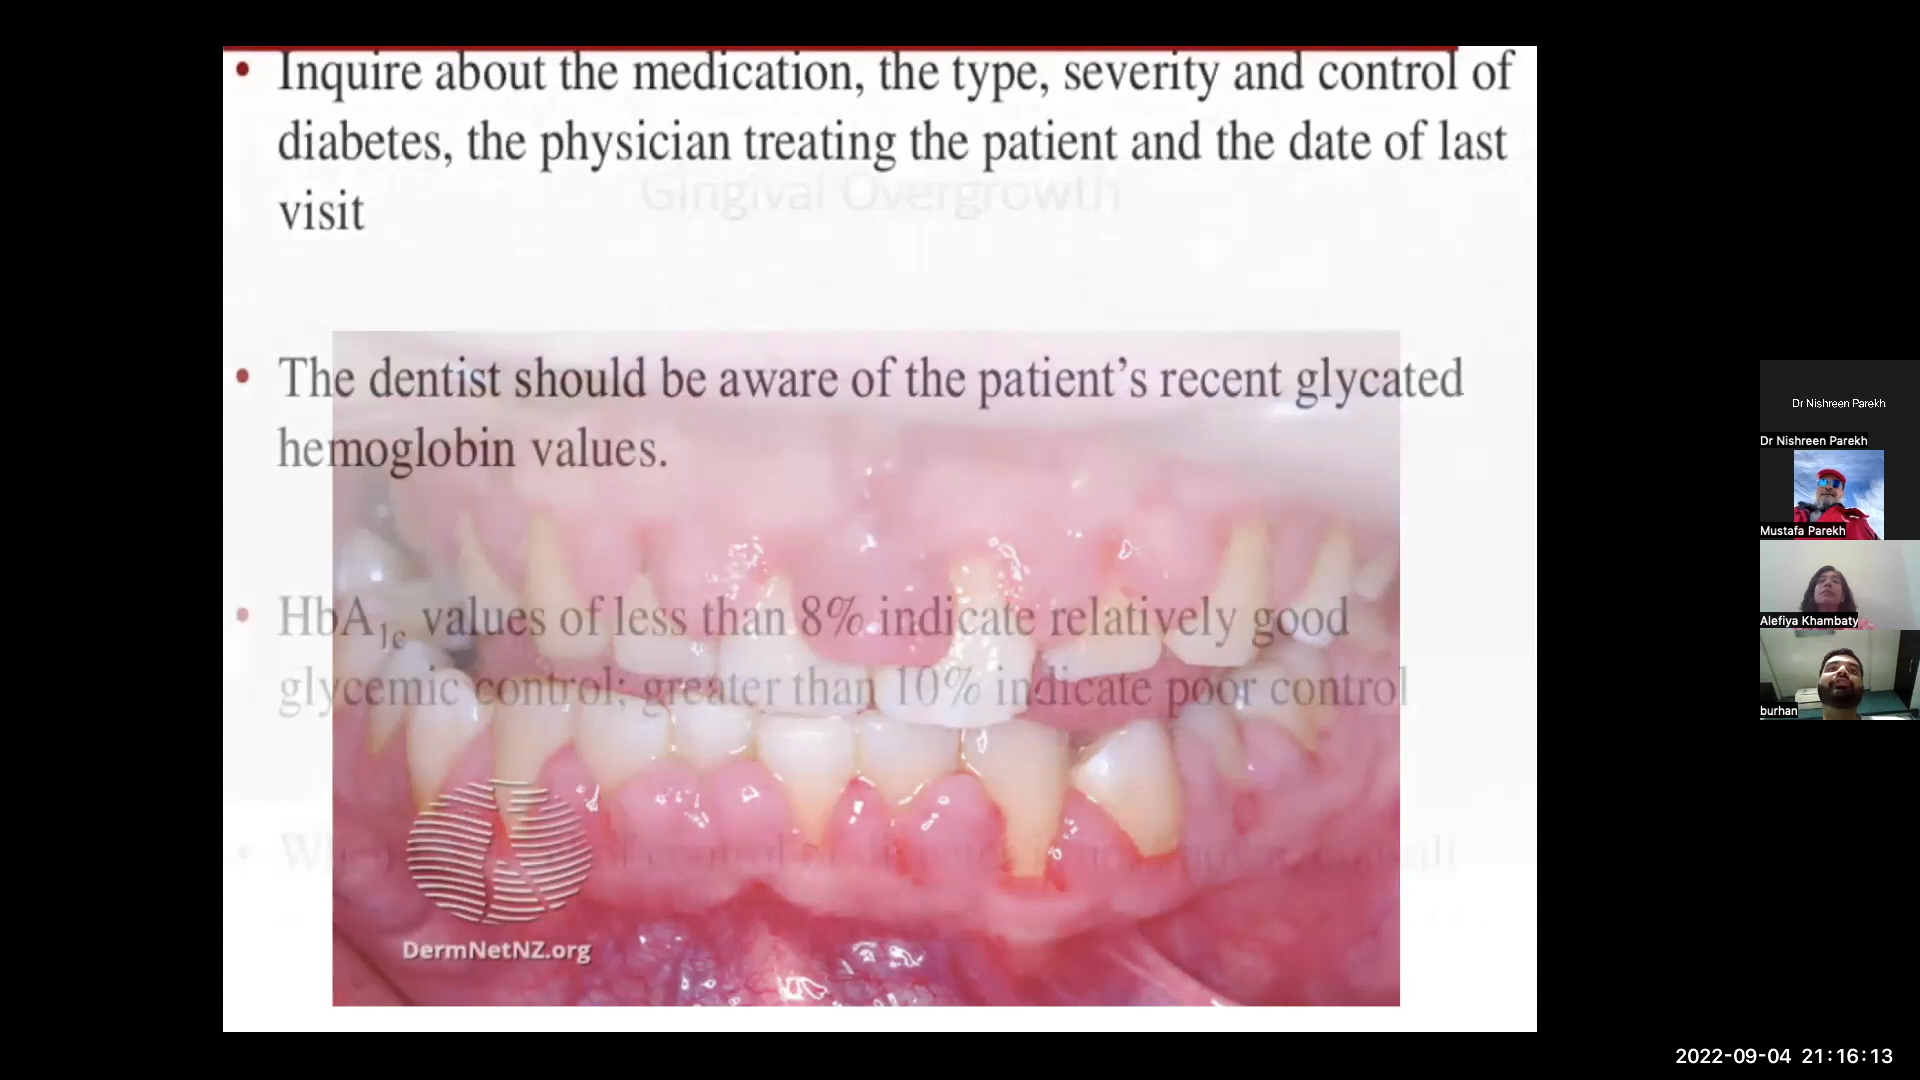 • Inquire about the medication, the type, severity and control of
diabetes, the physician treating the patient and the date of last
visit
Gingival Overgrowth
• The dentist should be aware of the patient’s recent glycated
hemoglobin values.
• HbA1c values of less than 8% indicate relatively good
glycemic control; greater than 10% indicate poor control
DermNetNZ.org
Dr Nishreen Parekh
Dr Nishreen Parekh
Mustafa Parekh
Alefiya Khambaty
burhan
2022-09-04 21:16:13